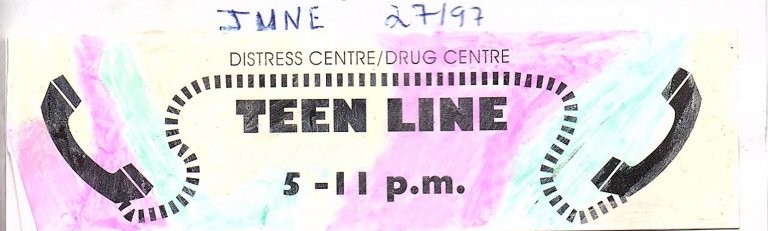 JUNE 27/97
DISTRESS CENTRE/DRUG CENTRE
TEEN LINE
5-11 p.m.